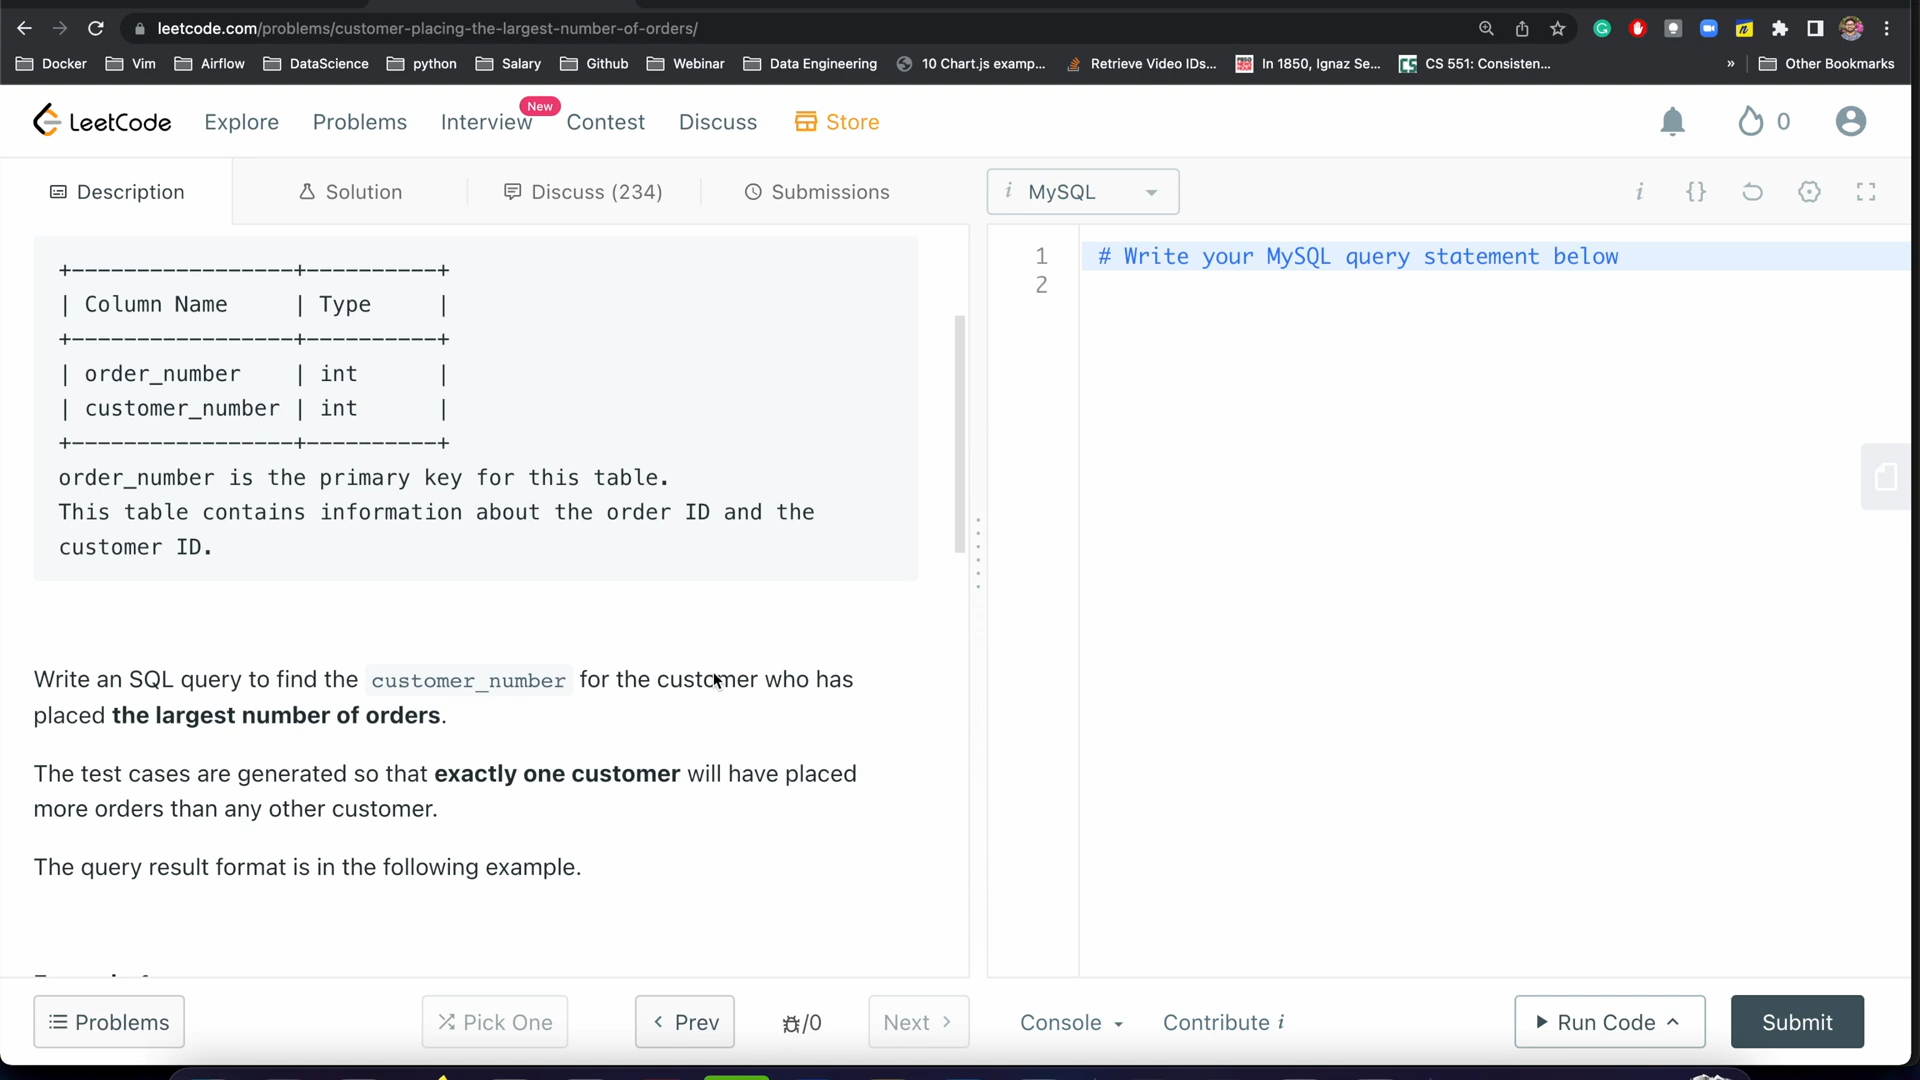 leetcode.com/problems/customer-placing-the-largest-number-of-orders/
Docker Vim Airflow DataScience python Salary Github Webinar Data Engineering 10 Chart.js examp... Retrieve Video IDs... In 1850, Ignaz Se... CS 551: Consisten... » Other Bookmarks
LeetCode Explore Problems Interview New Contest Discuss Store 0
Description Solution Discuss (234) Submissions i MySQL i {}
+-----------------+----------+
| Column Name     | Type     |
+-----------------+----------+
| order_number    | int      |
| customer_number | int      |
+-----------------+----------+
order_number is the primary key for this table.
This table contains information about the order ID and the
customer ID.
Write an SQL query to find the customer_number for the customer who has
placed the largest number of orders.
The test cases are generated so that exactly one customer will have placed
more orders than any other customer.
The query result format is in the following example.
1 # Write your MySQL query statement below
2
Problems Pick One < Prev /0 Next > Console Contribute i Run Code Submit